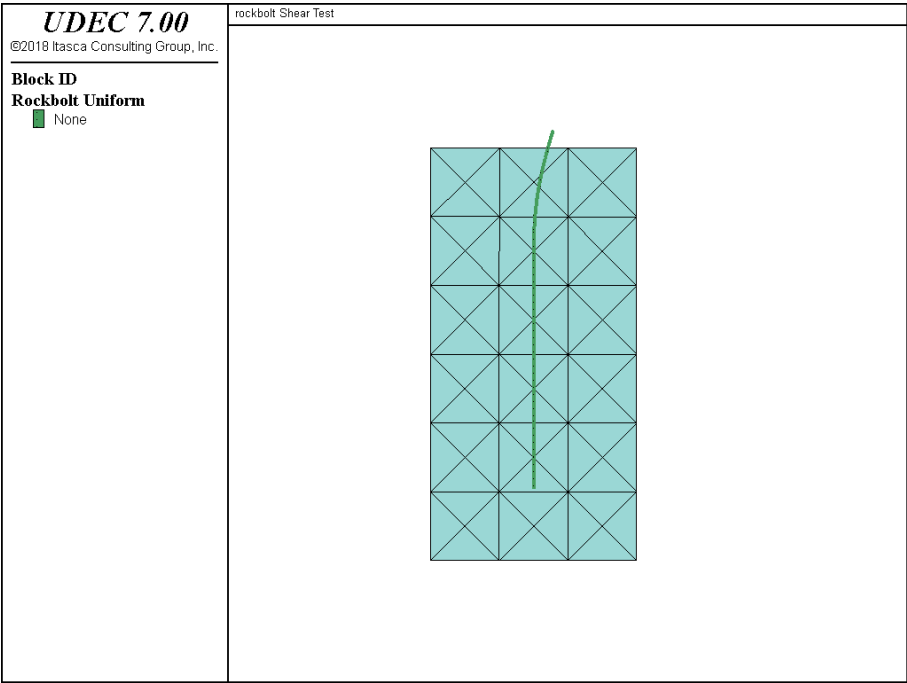 UDEC 7.00
©2018 Itasca Consulting Group, Inc.
Block ID
Rockbolt Uniform
None
rockbolt Shear Test